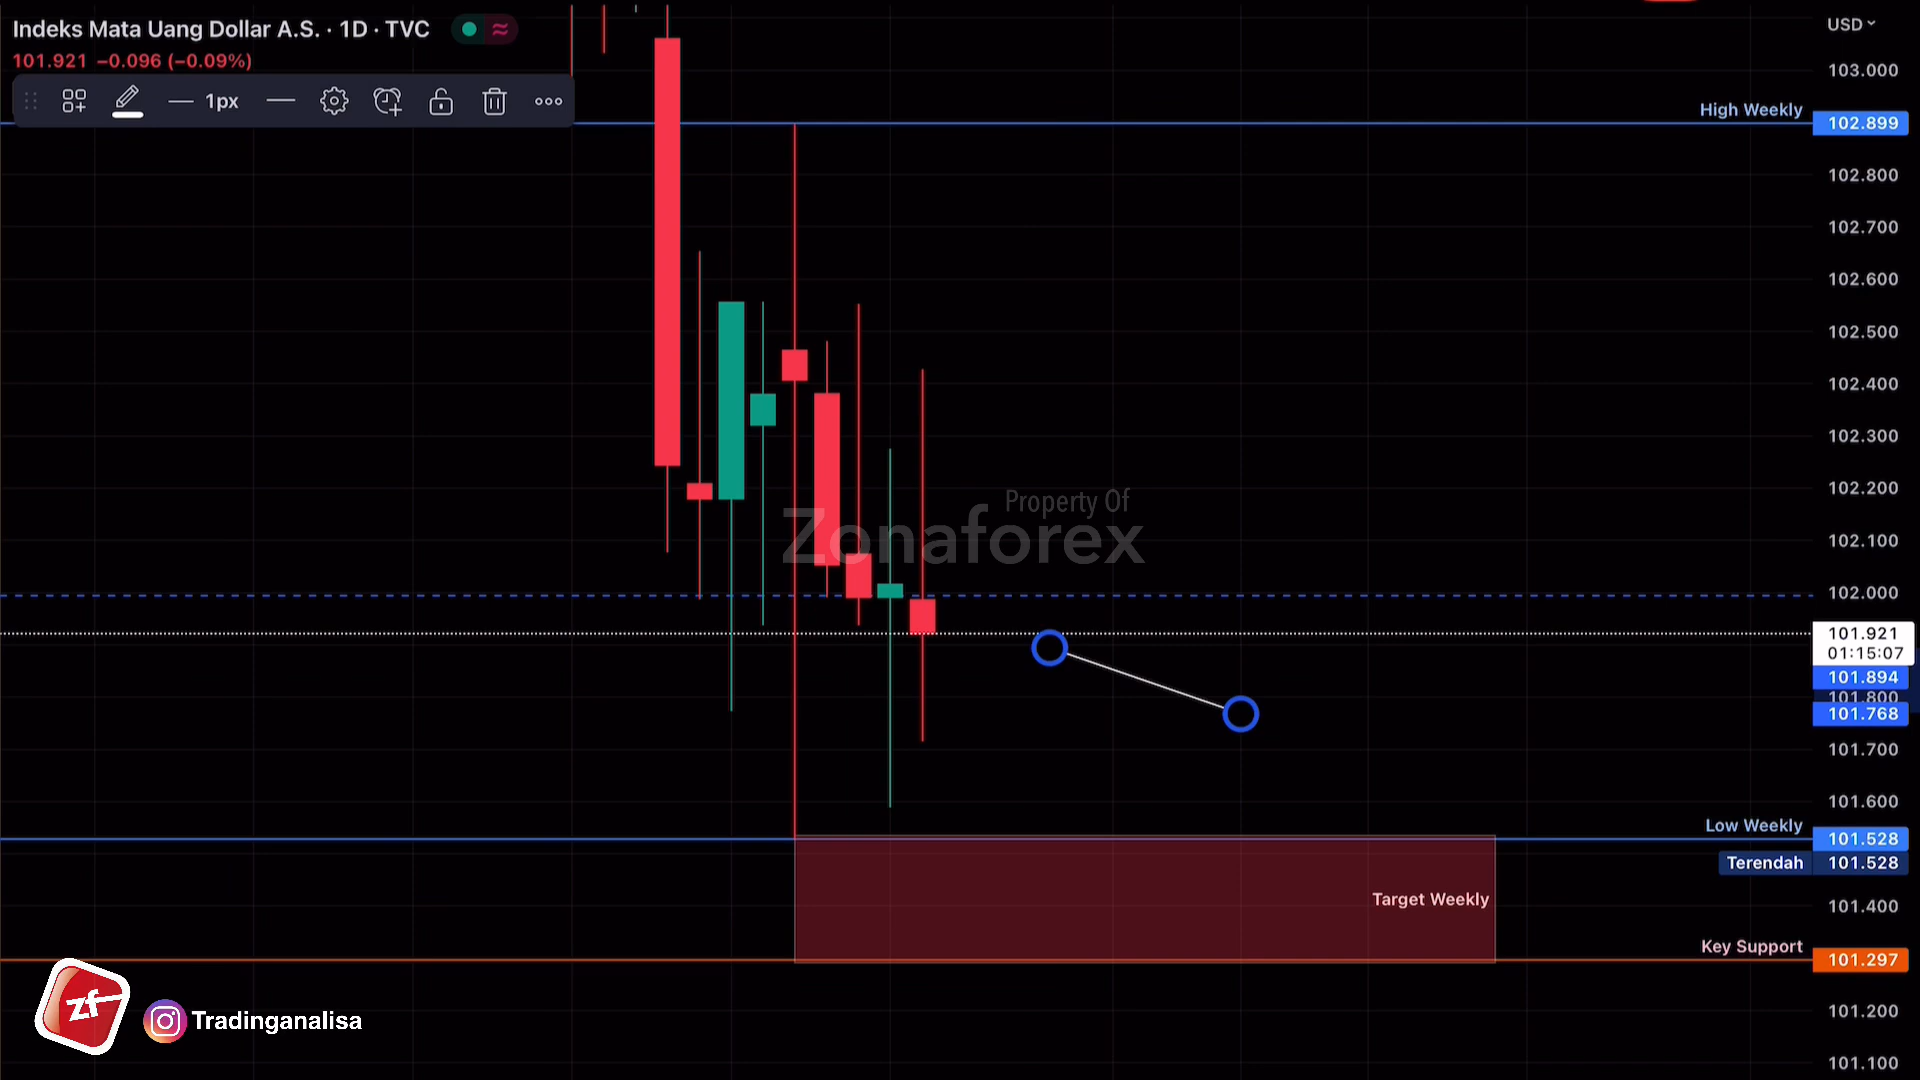 Indeks Mata Uang Dollar A.S. · 1D · TVC
101.921 −0.096 (−0.09%)
1px
USD
103.000
High Weekly 102.899
102.800
102.700
102.600
102.500
102.400
102.300
102.200
Property Of
Zonaforex
102.100
102.000
101.921
01:15:07
101.894
101.800
101.768
101.700
101.600
Low Weekly 101.528
Terendah 101.528
Target Weekly
101.400
Key Support 101.297
101.200
101.100
zf
Tradinganalisa